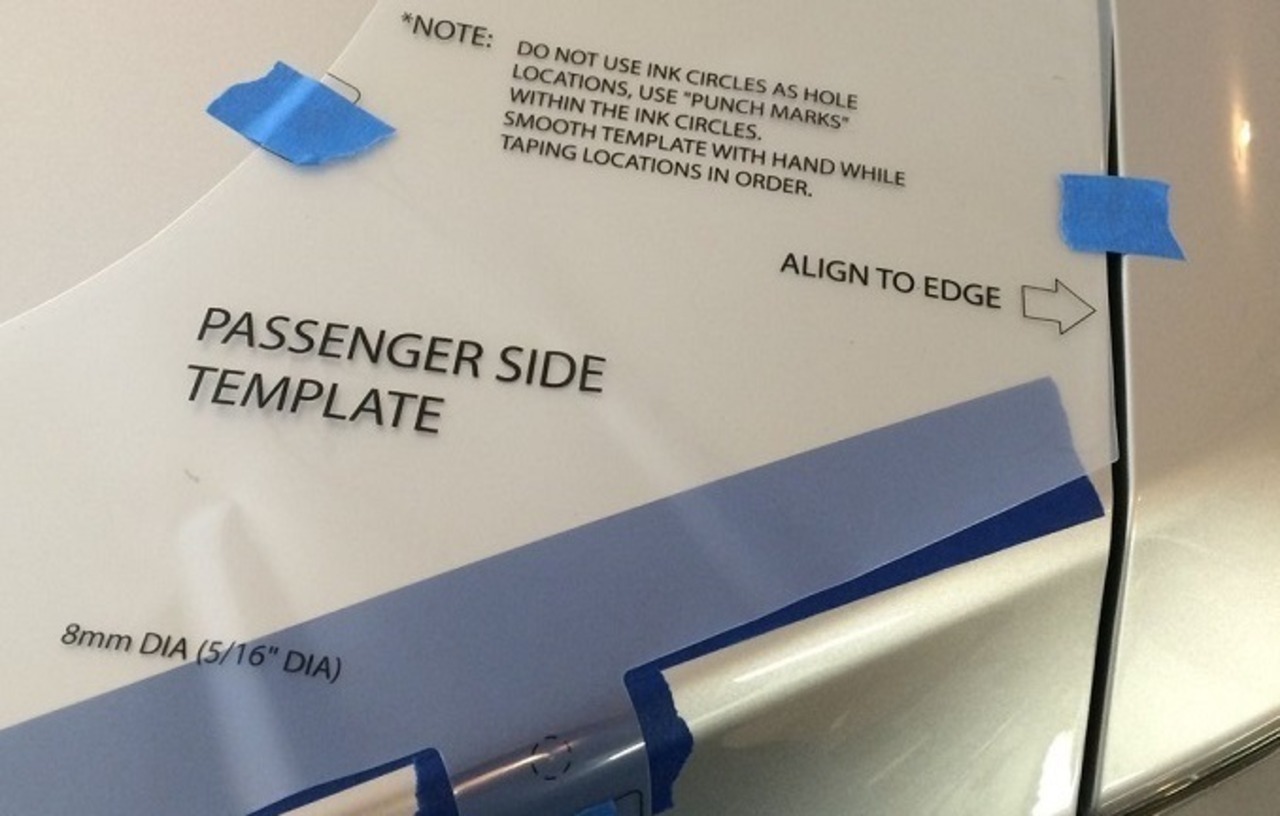 *NOTE: DO NOT USE INK CIRCLES AS HOLE
LOCATIONS, USE "PUNCH MARKS"
WITHIN THE INK CIRCLES.
SMOOTH TEMPLATE WITH HAND WHILE
TAPING LOCATIONS IN ORDER.
ALIGN TO EDGE
PASSENGER SIDE
TEMPLATE
8mm DIA (5/16" DIA)